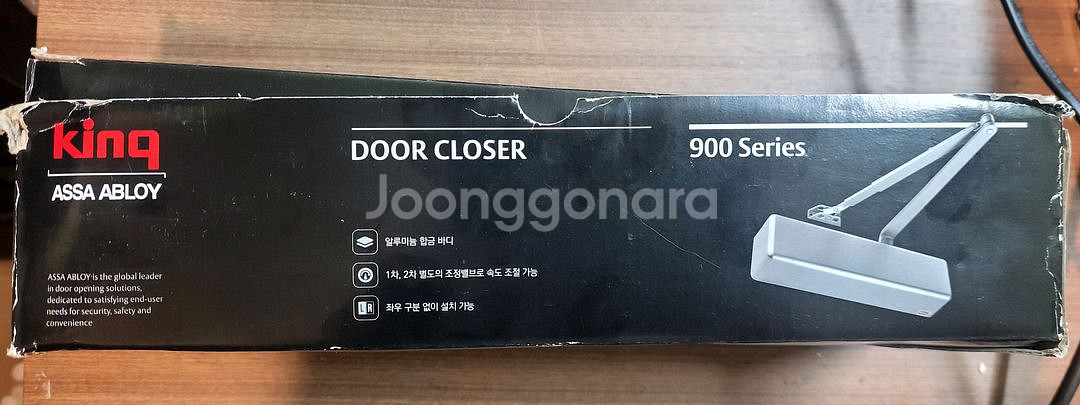 king
ASSA ABLOY
ASSA ABLOY is the global leader
in door opening solutions,
dedicated to satisfying end-user
needs for security, safety and
convenience
DOOR CLOSER
알루미늄 합금 바디
1차, 2차 별도의 조정밸브로 속도 조절 가능
L R
좌우 구분 없이 설치 가능
900 Series
Joonggonara